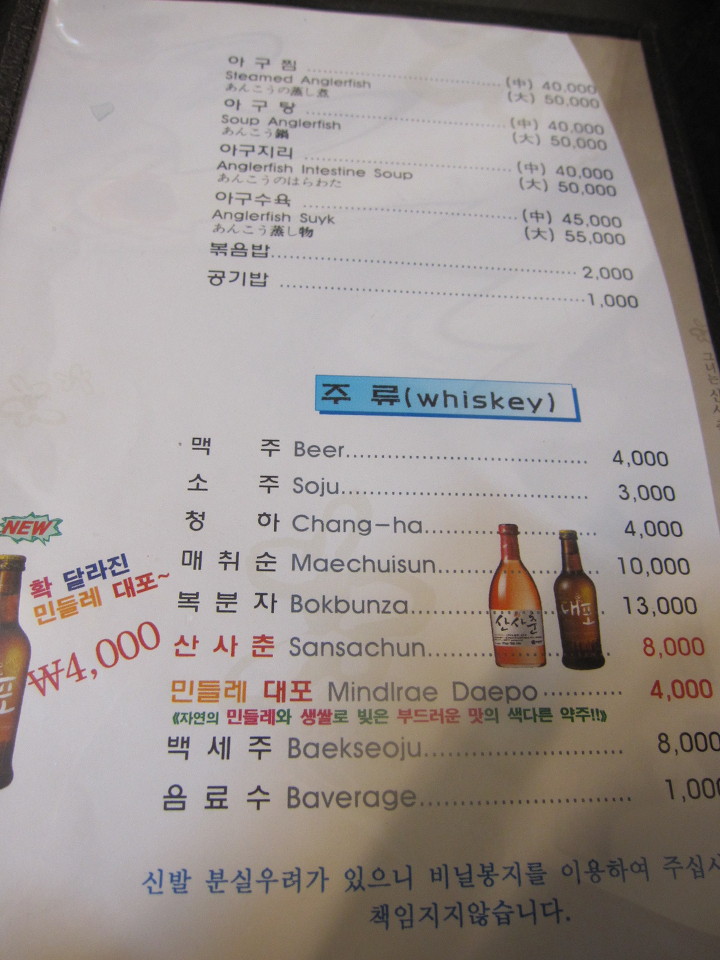 아구찜 (中) 40,000
Steamed Anglerfish (大) 50,000
あんこうの蒸し煮
아구탕 (中) 40,000
Soup Anglerfish (大) 50,000
あんこう鍋
아구지리 (中) 40,000
Anglerfish Intestine Soup (大) 50,000
あんこうのはらわた
아구수육 (中) 45,000
Anglerfish Suyk (大) 55,000
あんこう蒸し物
볶음밥 2,000
공기밥 1,000
주 류(whiskey)
맥 주 Beer 4,000
소 주 Soju 3,000
청 하 Chang-ha 4,000
매 취 순 Maechuisun 10,000
복 분 자 Bokbunza 13,000
산 사 춘 Sansachun 8,000
민들레 대포 Mindlrae Daepo 4,000
《자연의 민들레와 생쌀로 빚은 부드러운 맛의 색다른 약주!!》
백 세 주 Baekseoju 8,000
음 료 수 Baverage 1,000
NEW
확 달라진
민들레 대포~
₩4,000
산사춘
대포
신발 분실우려가 있으니 비닐봉지를 이용하여 주십시
책임지지않습니다.